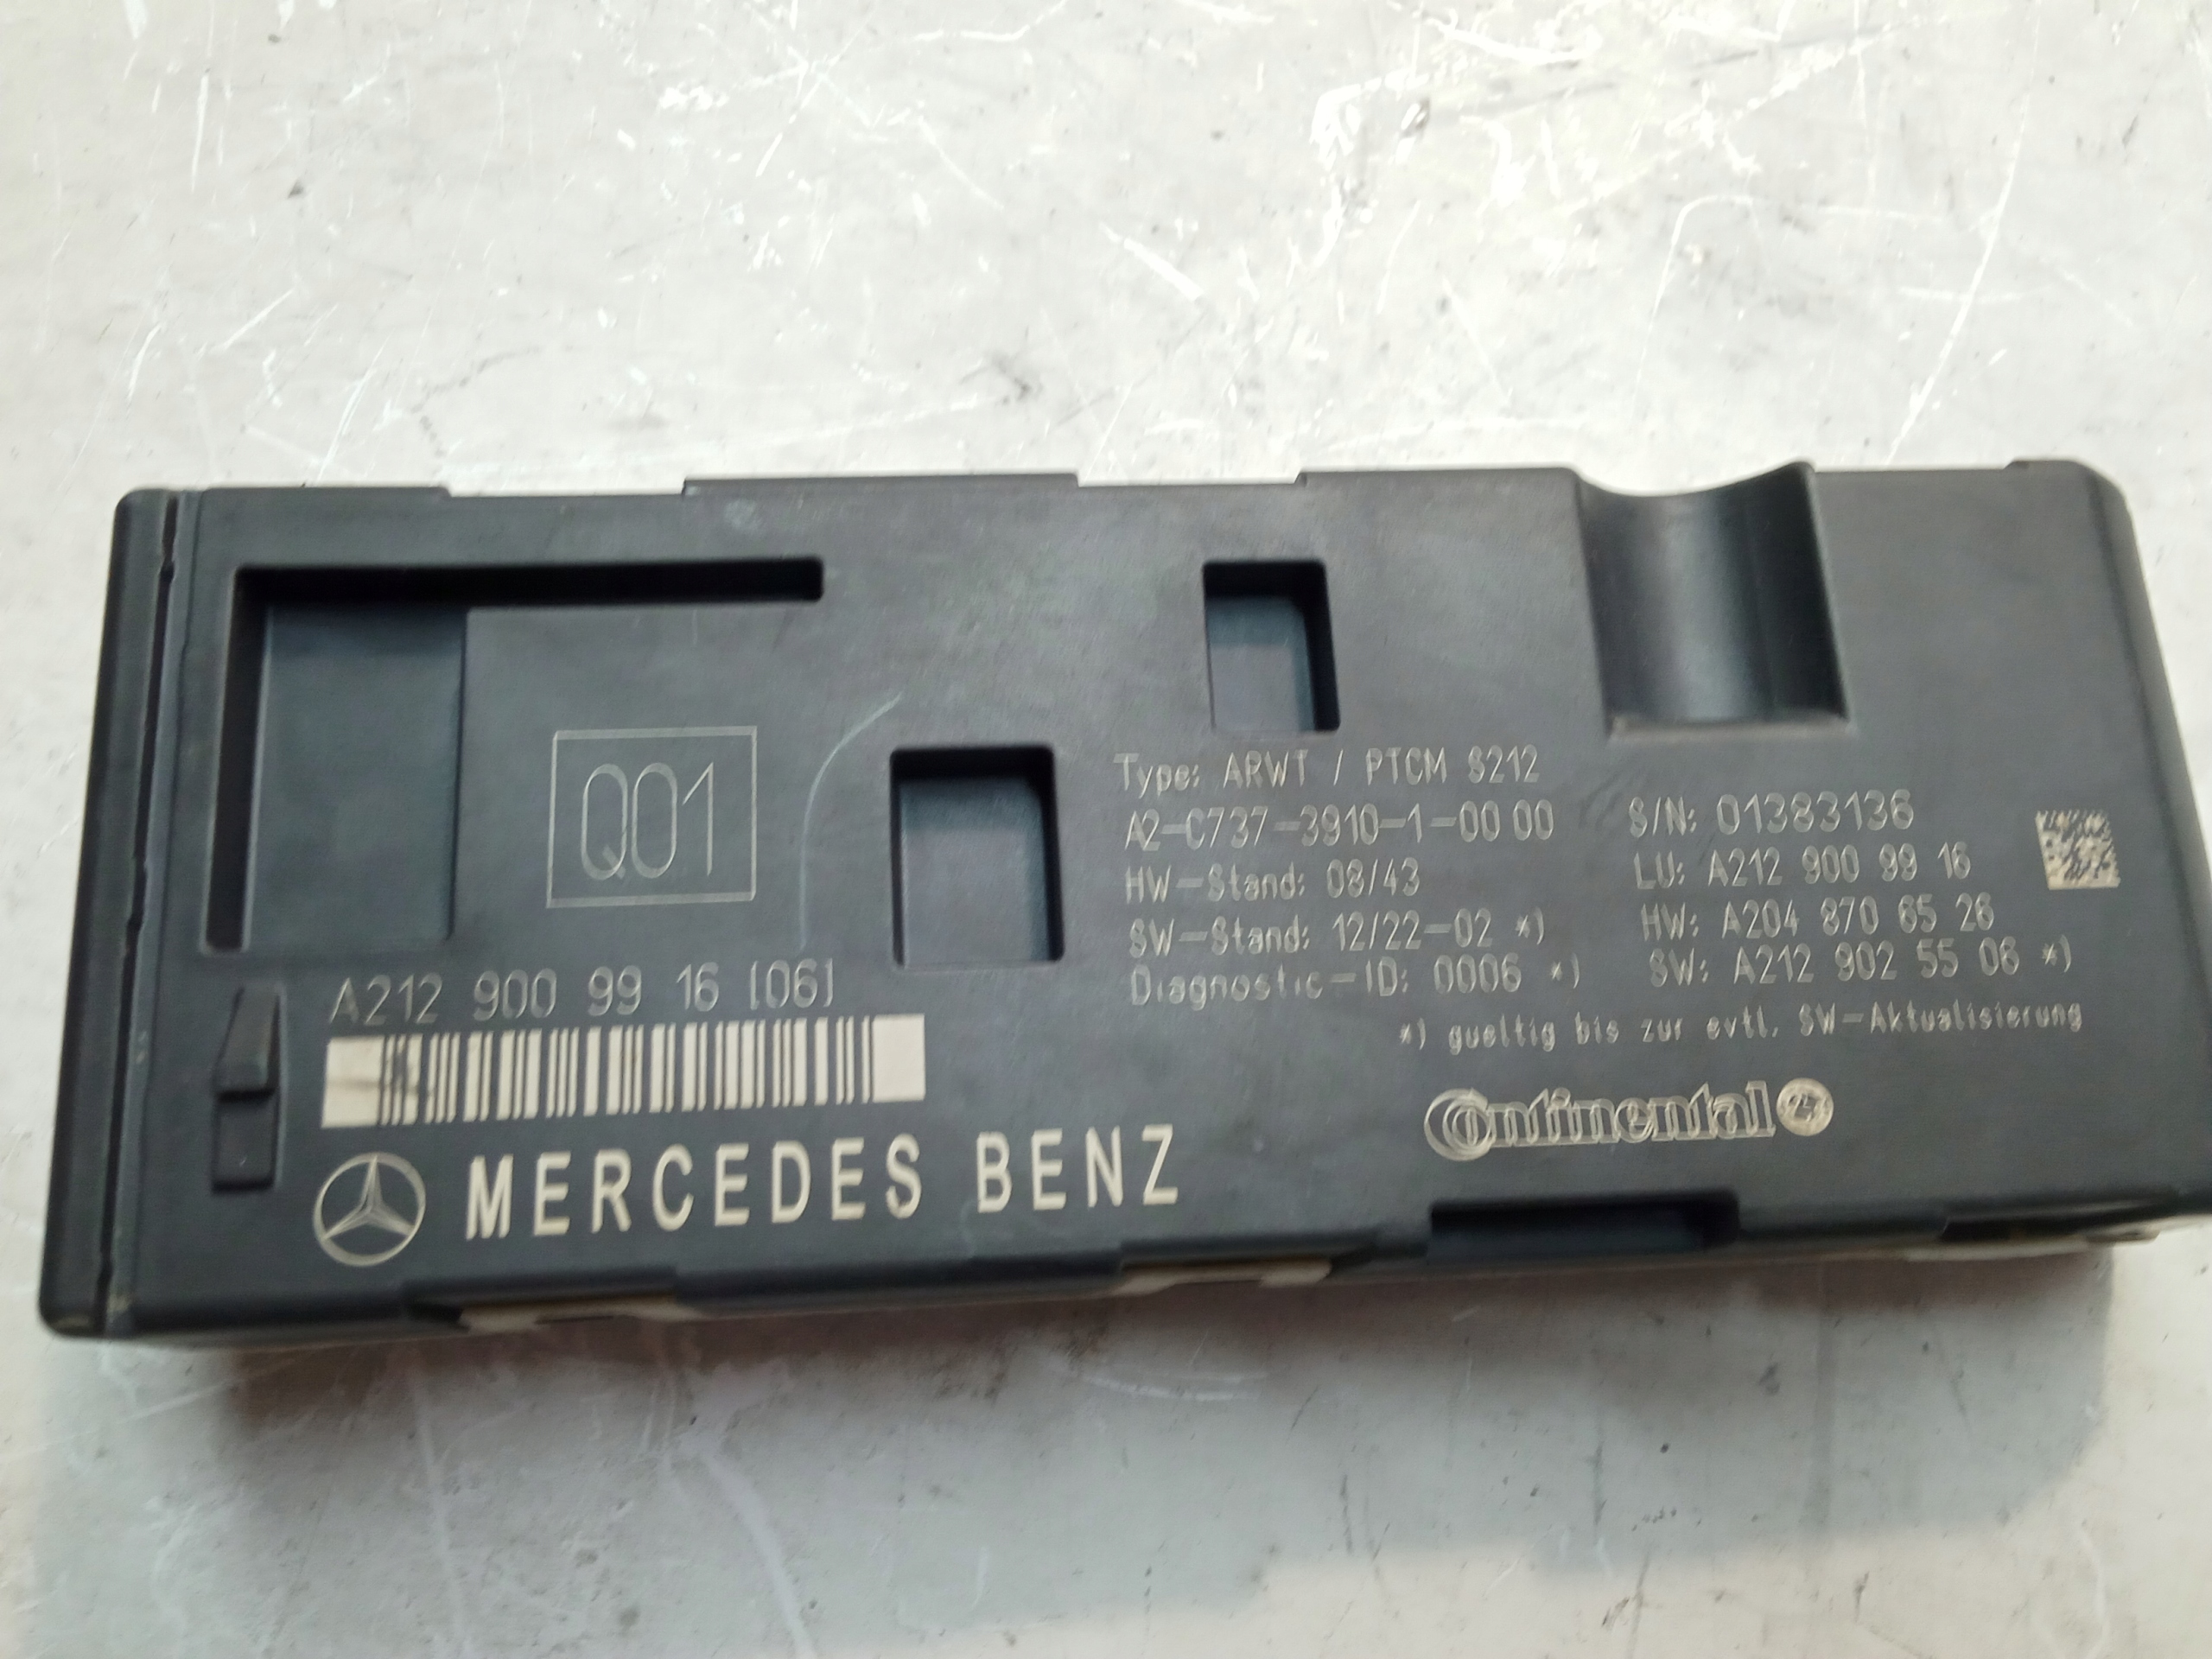 Q01
A212 900 99 16 [06]
MERCEDES BENZ
Type: ARWT / PTCM S212
A2-C737-3910-1-00 00
HW-Stand: 08/43
SW-Stand: 12/22-02 *)
Diagnostic-ID: 0006 *)
S/N: 01383136
LU: A212 900 99 16
HW: A204 870 65 26
SW: A212 902 55 06 *)
*) gueltig bis zur evtl. SW-Aktualisierung
Continental